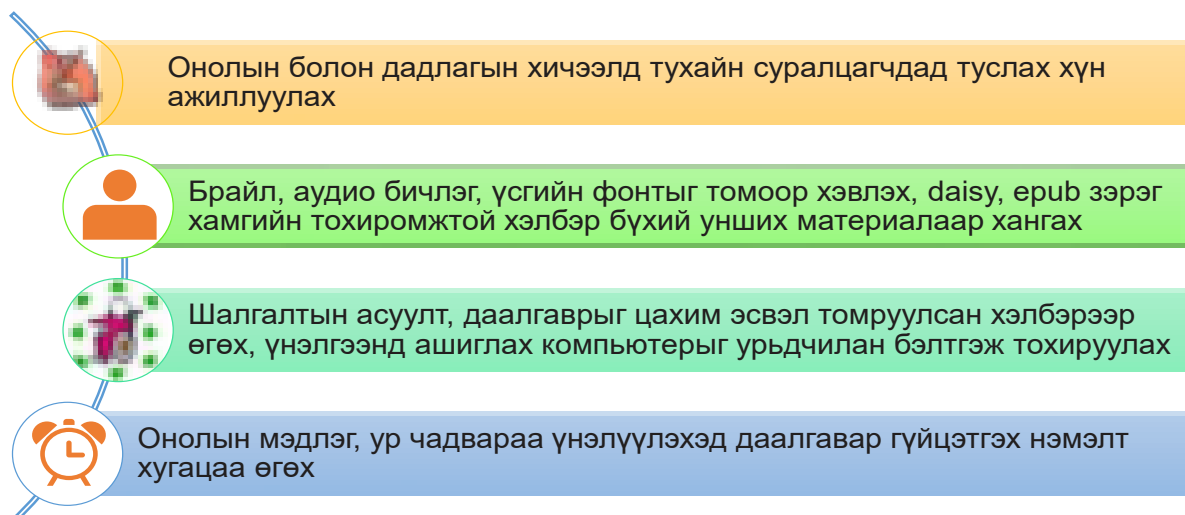 Онолын болон дадлагын хичээлд тухайн суралцагчдад туслах хүн
ажиллуулах
Брайл, аудио бичлэг, үсгийн фонтыг томоор хэвлэх, daisy, epub зэрэг
хамгийн тохиромжтой хэлбэр бүхий унших материалаар хангах
Шалгалтын асуулт, даалгаврыг цахим эсвэл томруулсан хэлбэрээр
өгөх, үнэлгээнд ашиглах компьютерыг урьдчилан бэлтгэж тохируулах
Онолын мэдлэг, ур чадвараа үнэлүүлэхэд даалгавар гүйцэтгэх нэмэлт
хугацаа өгөх